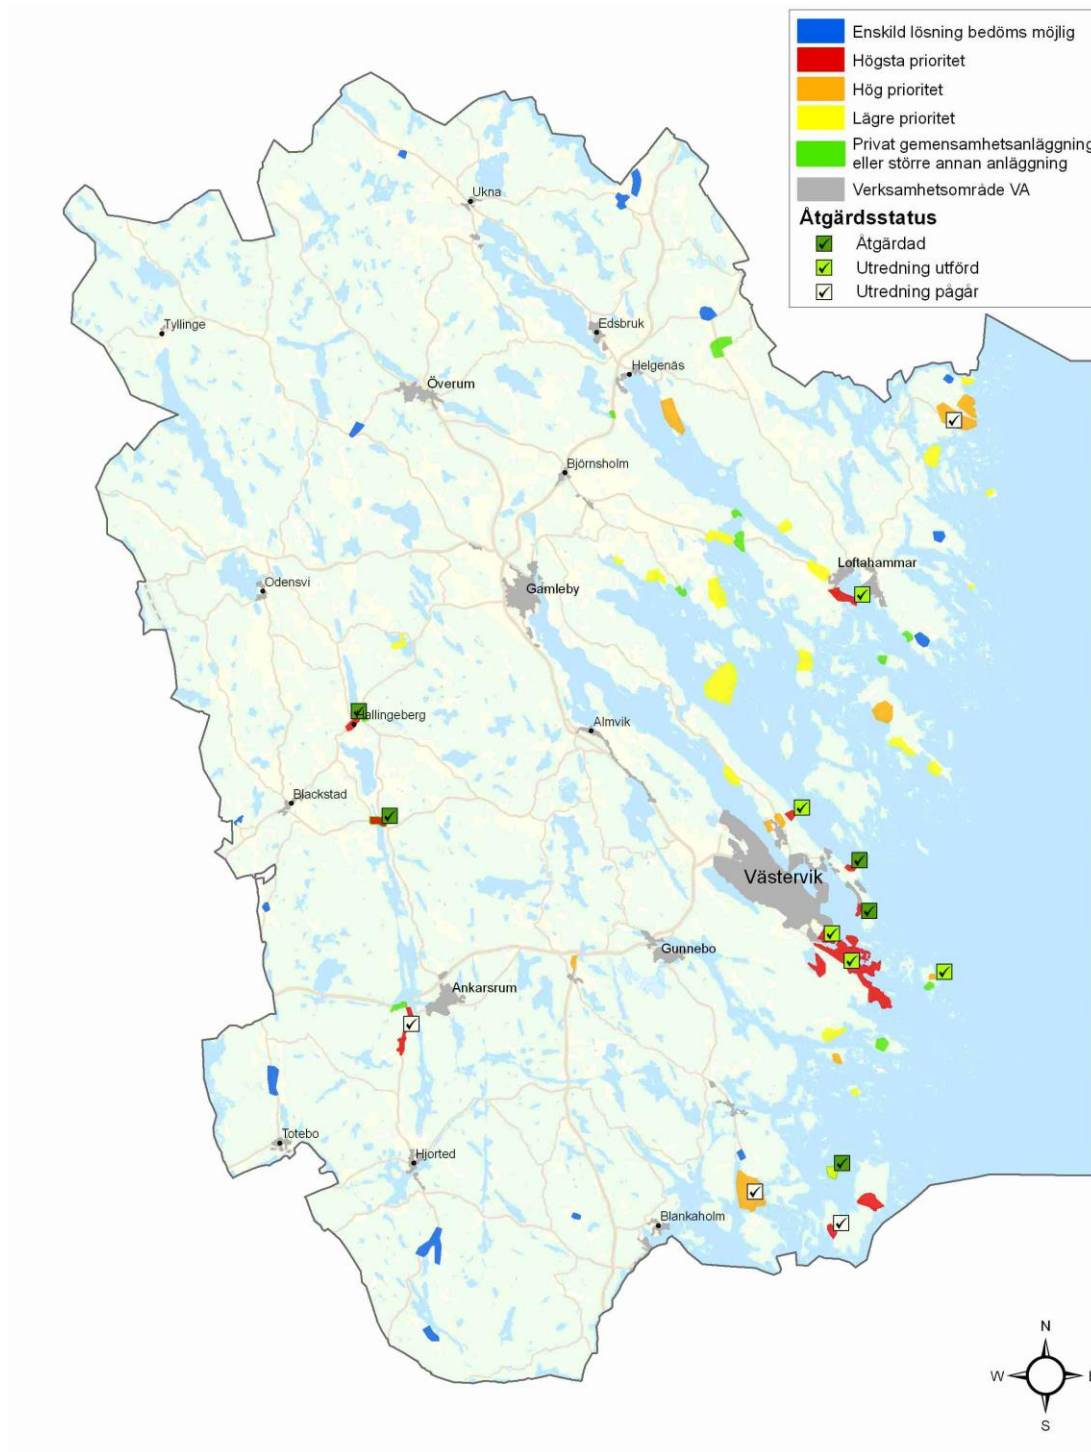 Enskild lösning bedöms möjlig
Högsta prioritet
Hög prioritet
Lägre prioritet
Privat gemensamhetsanläggning
eller större annan anläggning
Verksamhetsområde VA
Åtgärdsstatus
Åtgärdad
Utredning utförd
Utredning pågår
Ukna
Tyllinge
Edsbruk
Helgenäs
Överum
Björnsholm
Loftahammar
Odensvi
Gamleby
Hallingeberg
Almvik
Blackstad
Västervik
Gunnebo
Ankarsrum
Totebo
Hjorted
Blankaholm
N
W
S